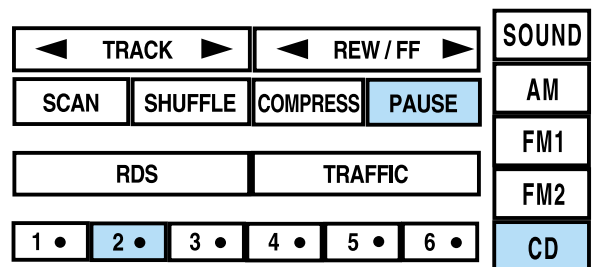 ◄ TRACK ► ◄ REW / FF ► SOUND
SCAN SHUFFLE COMPRESS PAUSE AM
FM1
RDS TRAFFIC
FM2
1 ● 2 ● 3 ● 4 ● 5 ● 6 ● CD